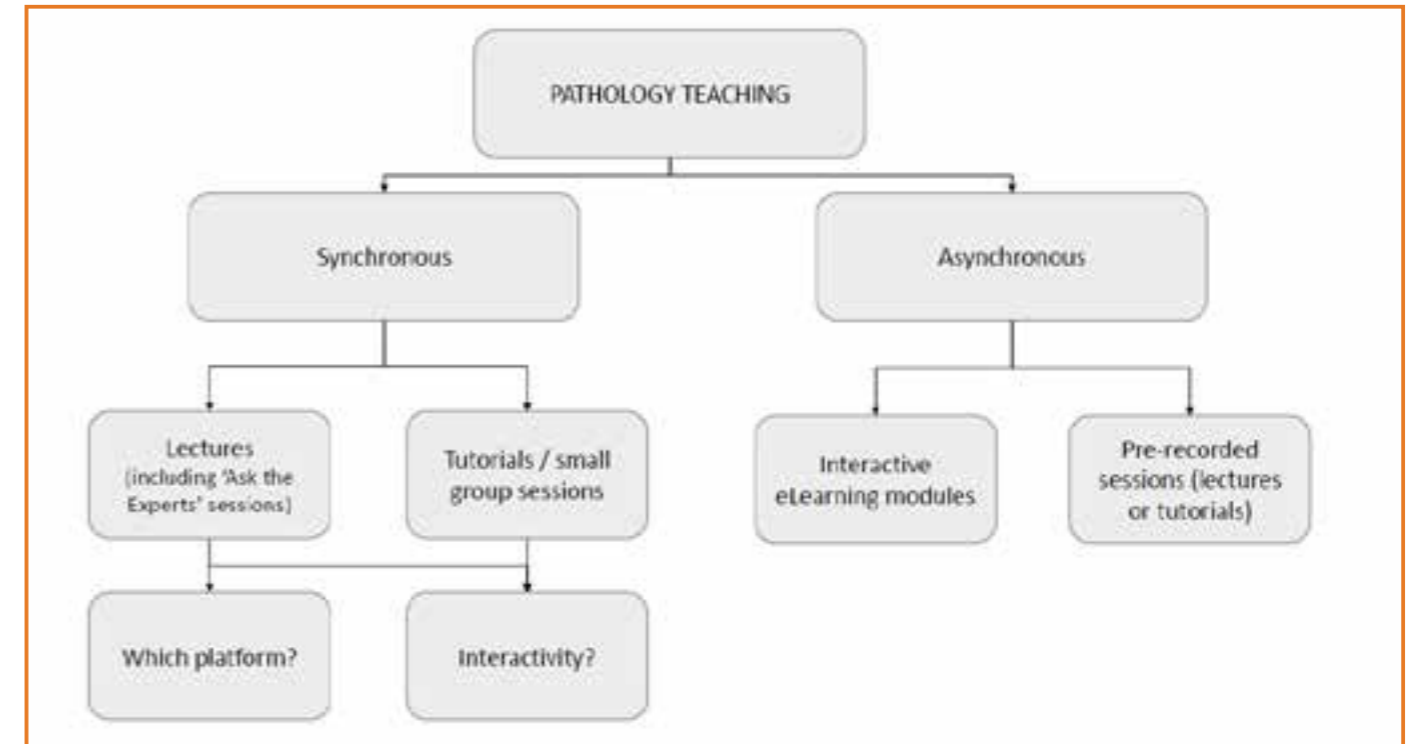 PATHOLOGY TEACHING
Synchronous
Asynchronous
Lectures
(including 'Ask the
Experts' sessions)
Tutorials / small
group sessions
Interactive
eLearning modules
Pre-recorded
sessions (lectures
or tutorials)
Which platform?
Interactivity?